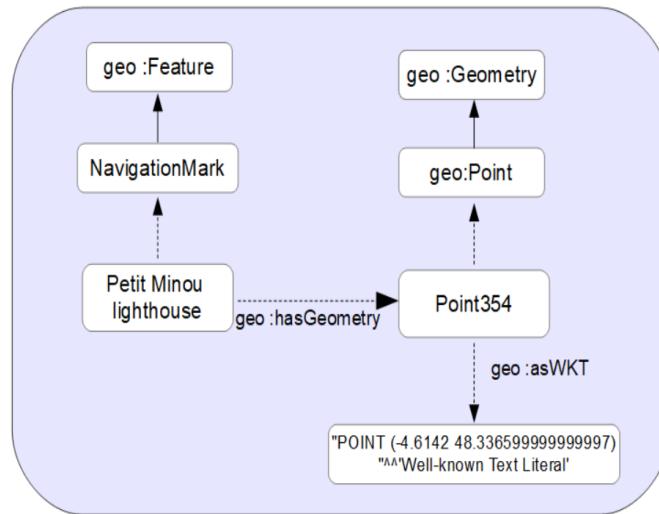 geo :Feature
geo :Geometry
NavigationMark
geo:Point
Petit Minou
lighthouse
geo :hasGeometry
Point354
geo :asWKT
"POINT (-4.6142 48.336599999999997)
"^^'Well-known Text Literal'